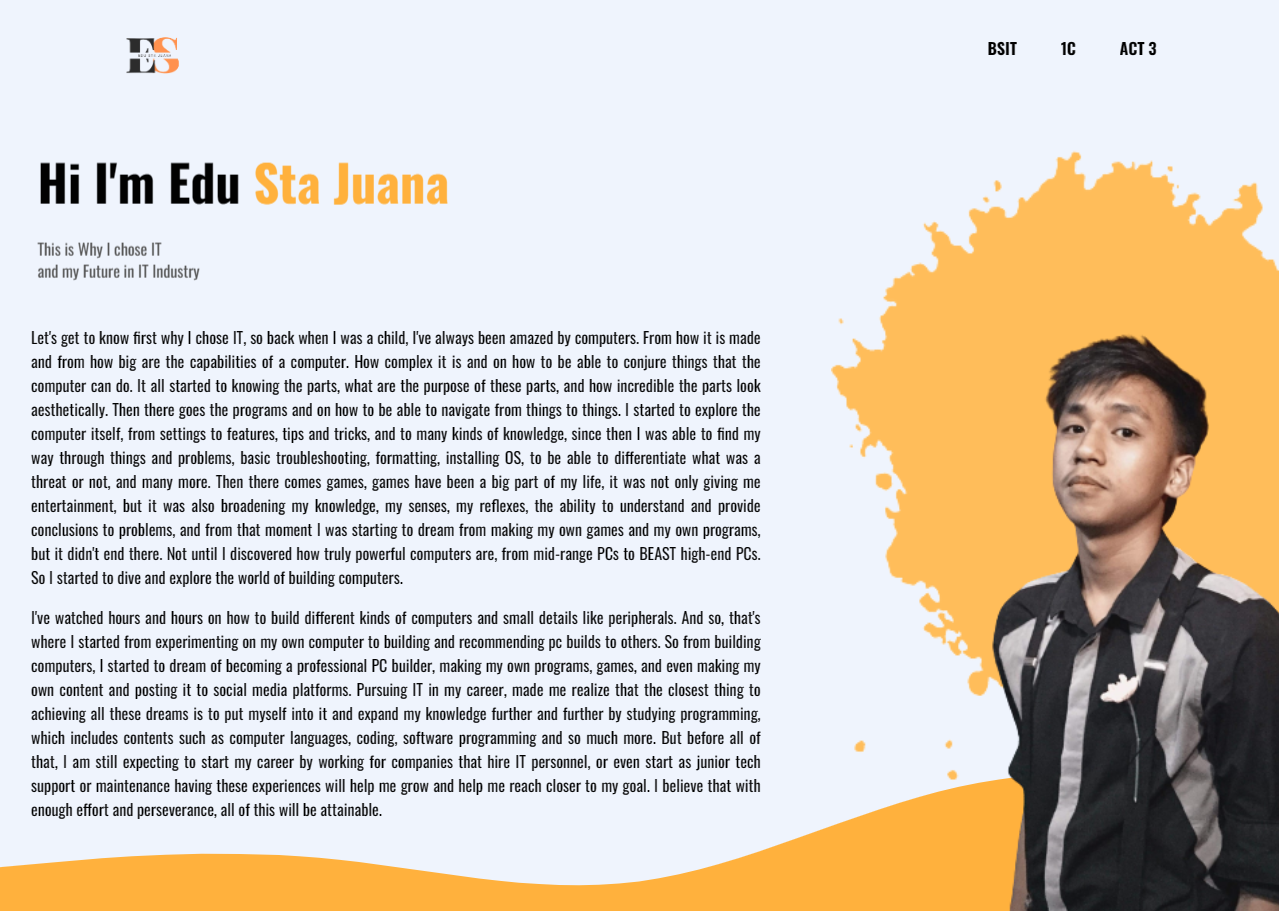 ES
EDU STA JUANA
BSIT 1C ACT 3
Hi I'm Edu Sta Juana
This is Why I chose IT
and my Future in IT Industry
Let's get to know first why I chose IT, so back when I was a child, I've always been amazed by computers. From how it is made
and from how big are the capabilities of a computer. How complex it is and on how to be able to conjure things that the
computer can do. It all started to knowing the parts, what are the purpose of these parts, and how incredible the parts look
aesthetically. Then there goes the programs and on how to be able to navigate from things to things. I started to explore the
computer itself, from settings to features, tips and tricks, and to many kinds of knowledge, since then I was able to find my
way through things and problems, basic troubleshooting, formatting, installing OS, to be able to differentiate what was a
threat or not, and many more. Then there comes games, games have been a big part of my life, it was not only giving me
entertainment, but it was also broadening my knowledge, my senses, my reflexes, the ability to understand and provide
conclusions to problems, and from that moment I was starting to dream from making my own games and my own programs,
but it didn't end there. Not until I discovered how truly powerful computers are, from mid-range PCs to BEAST high-end PCs.
So I started to dive and explore the world of building computers.
I've watched hours and hours on how to build different kinds of computers and small details like peripherals. And so, that's
where I started from experimenting on my own computer to building and recommending pc builds to others. So from building
computers, I started to dream of becoming a professional PC builder, making my own programs, games, and even making my
own content and posting it to social media platforms. Pursuing IT in my career, made me realize that the closest thing to
achieving all these dreams is to put myself into it and expand my knowledge further and further by studying programming,
which includes contents such as computer languages, coding, software programming and so much more. But before all of
that, I am still expecting to start my career by working for companies that hire IT personnel, or even start as junior tech
support or maintenance having these experiences will help me grow and help me reach closer to my goal. I believe that with
enough effort and perseverance, all of this will be attainable.